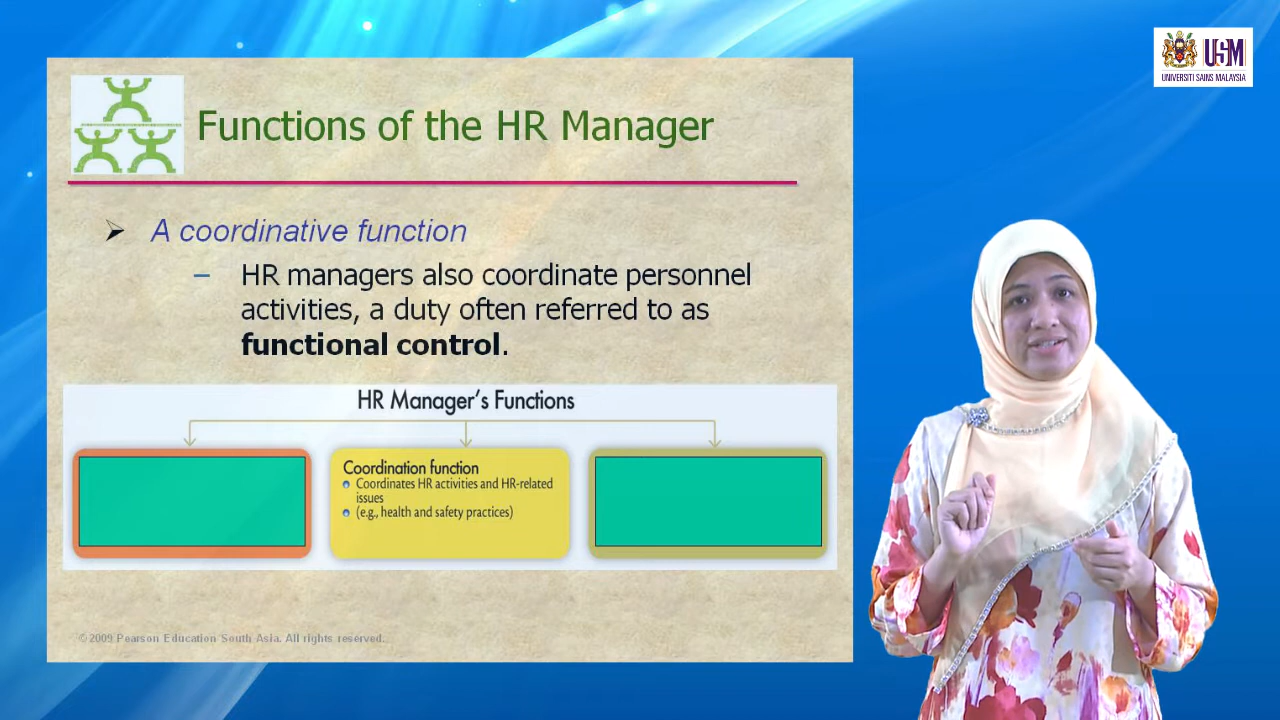 USM
UNIVERSITI SAINS MALAYSIA
Functions of the HR Manager
A coordinative function
– HR managers also coordinate personnel
activities, a duty often referred to as
functional control.
HR Manager's Functions
Coordination function
Coordinates HR activities and HR-related
issues
(e.g., health and safety practices)
© 2009 Pearson Education South Asia. All rights reserved.